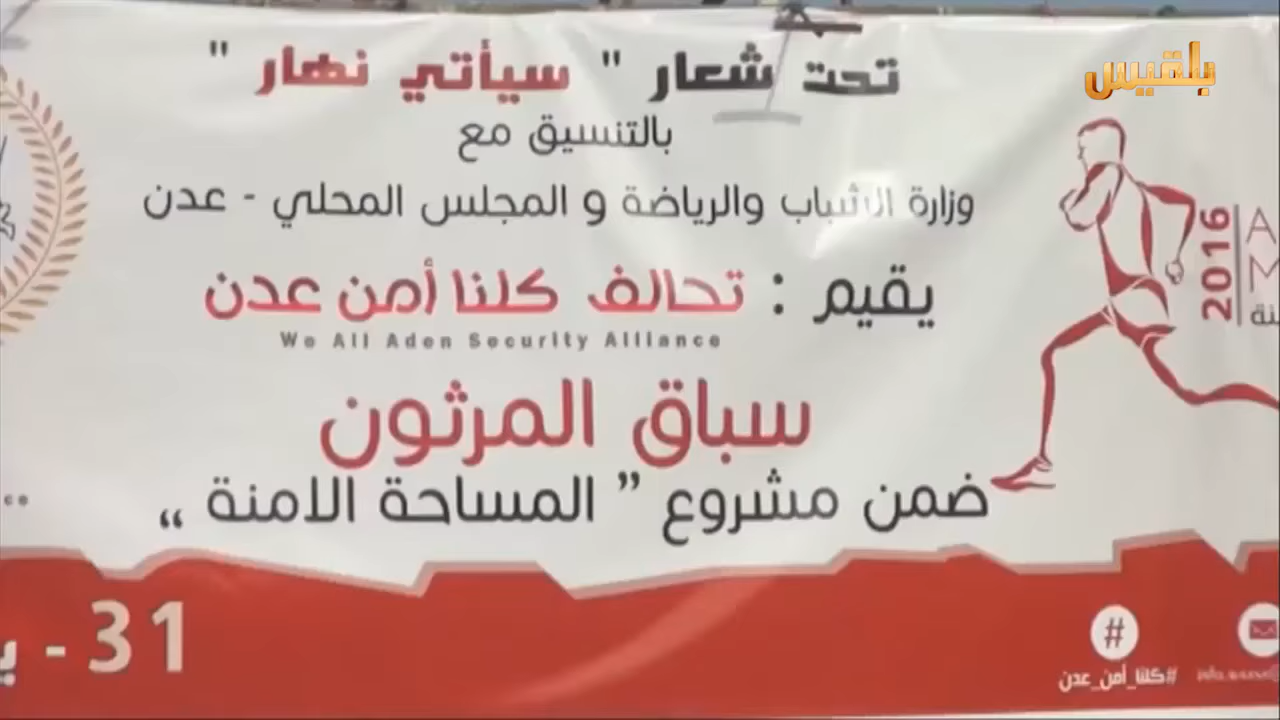 بلقيس
تحت شعار " سيأتي نهار "
بالتنسيق مع
وزارة الشباب والرياضة و المجلس المحلي - عدن
يقيم : تحالف كلنا أمن عدن
We All Aden Security Alliance
سباق المرثون
ضمن مشروع ” المساحة الامنة “
2016
31 -
#
#كلنا_أمن_عدن